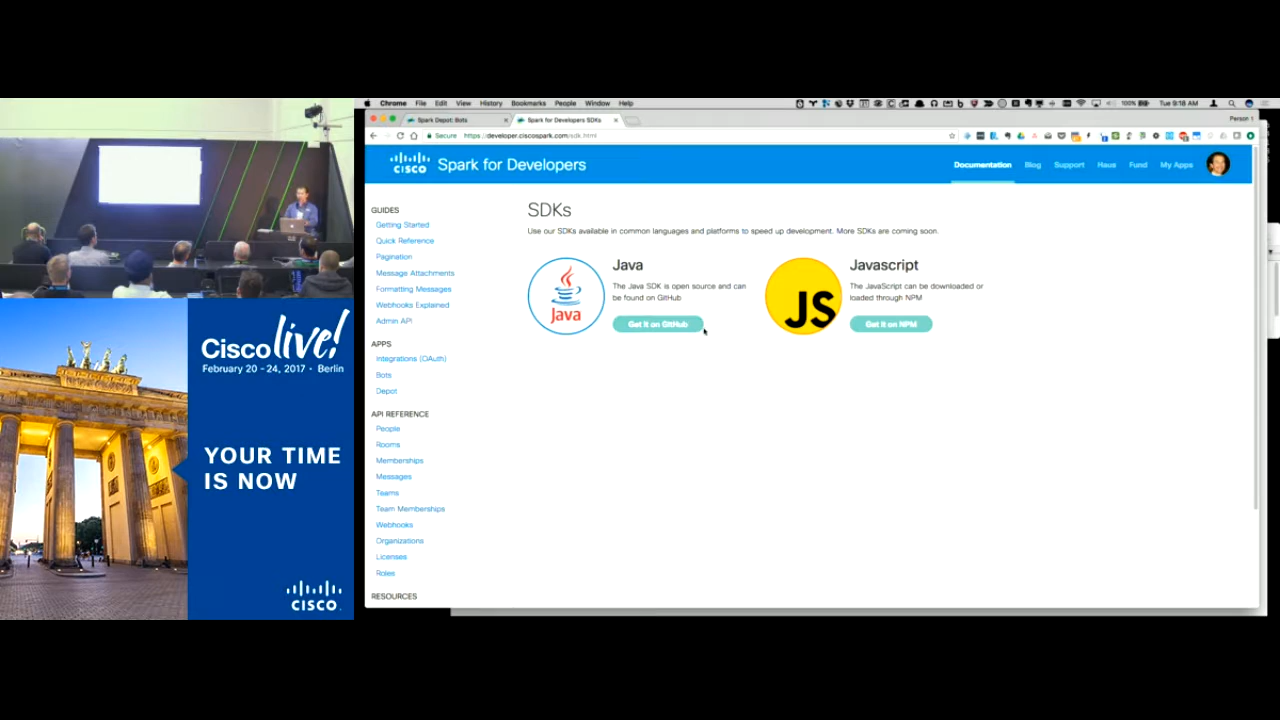 Chrome File Edit View History Bookmarks People Window Help
100%
Tue 9:18 AM
Spark Depot: Bots
Spark for Developers SDKs
Person 1
Secure https://developer.ciscospark.com/sdk.html
CISCO
Spark for Developers
Documentation Blog Support Haus Fund My Apps
GUIDES
Getting Started
Quick Reference
Pagination
Message Attachments
Formatting Messages
Webhooks Explained
Admin API
APPS
Integrations (OAuth)
Bots
Depot
API REFERENCE
People
Rooms
Memberships
Messages
Teams
Team Memberships
Webhooks
Organizations
Licenses
Roles
RESOURCES
SDKs
Use our SDKs available in common languages and platforms to speed up development. More SDKs are coming soon.
Java
Java
The Java SDK is open source and can
be found on GitHub
Get it on GitHub
JS
Javascript
The JavaScript can be downloaded or
loaded through NPM
Get it on NPM
Cisco live!
February 20 - 24, 2017 · Berlin
YOUR TIME
IS NOW
CISCO